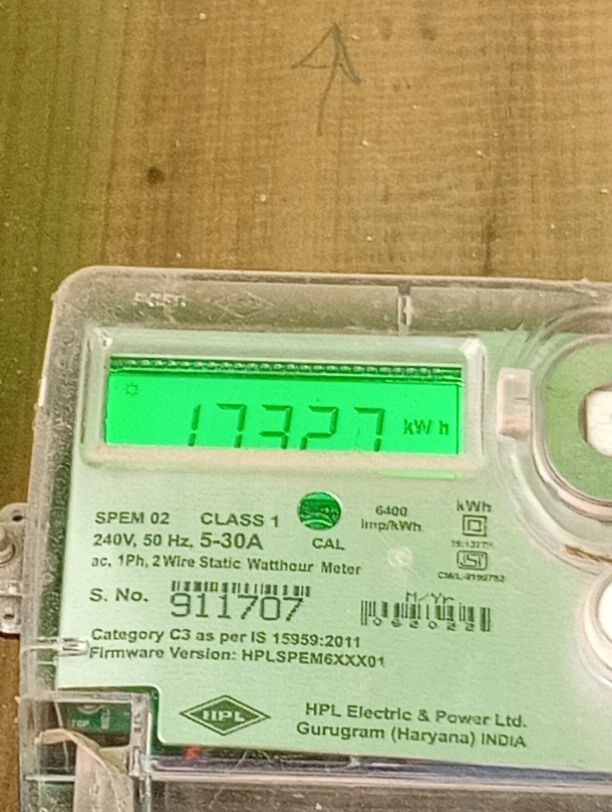 17327 kWh
SPEM 02 CLASS 1
240V, 50 Hz, 5-30A
ac, 1Ph, 2 Wire Static Watthour Meter
CAL
6400
Imp/kWh
kWh
S. No. 911707
M/Yr
06 2022
Category C3 as per IS 15959:2011
Firmware Version: HPLSPEM6XXX01
HPL
HPL Electric & Power Ltd.
Gurugram (Haryana) INDIA